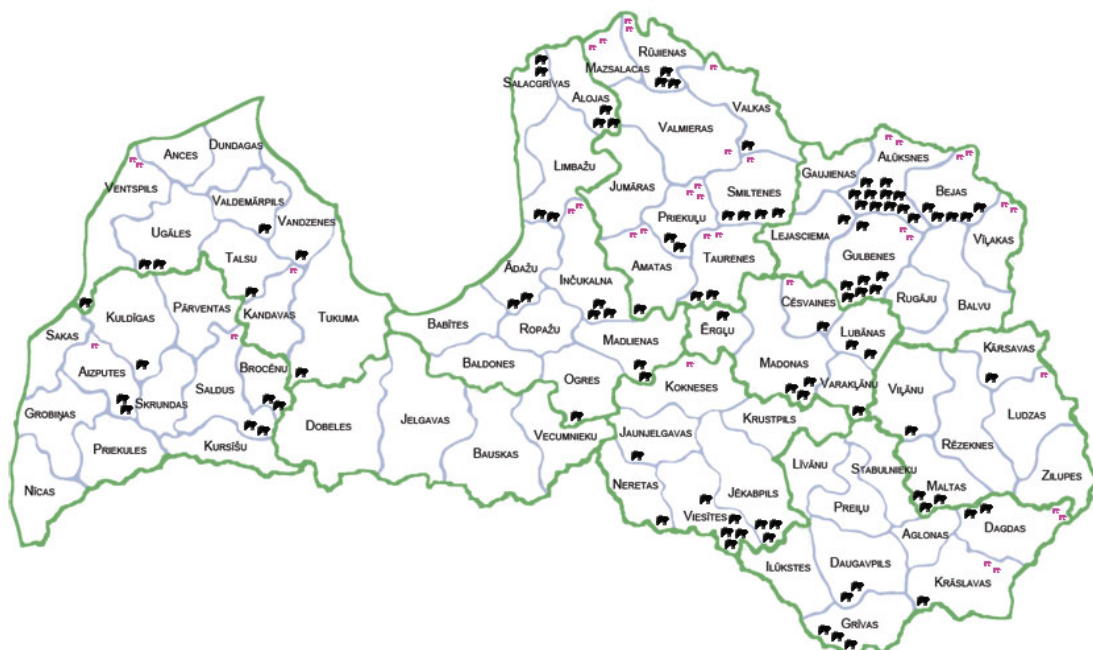 RŪJIENAS
MAZSALACAS
SALACGRĪVAS
ALOJAS
VALKAS
VALMIERAS
DUNDAGAS
ANCES
VENTSPILS
LIMBAŽU
GAUJIENAS
ALŪKSNES
BEJAS
JUMĀRAS
SMILTENES
VALDEMĀRPILS
VANDZENES
PRIEKUĻU
UGĀLES
LEJASCIEMA
VĪĻAKAS
TALSU
TAURENES
AMATAS
GULBENES
ĀDAŽU
INČUKALNA
RUGĀJU
BALVU
CĒSVAINES
PĀRVENTAS
KULDĪGAS
KANDAVAS
TUKUMA
BABĪTES
ROPAŽU
ĒRGĻU
LUBĀNAS
SAKAS
MADLIENAS
KĀRSAVAS
AIZPUTES
BROCĒNU
BALDONES
MADONAS
VARAKĻĀNU
VIĻĀNU
SALDUS
OGRES
KOKNESES
SKRUNDAS
GROBIŅAS
KRUSTPILS
LUDZAS
JELGAVAS
DOBELES
JAUNJELGAVAS
VECUMNIEKU
RĒZEKNES
PRIEKULES
KURSĪŠU
BAUSKAS
LĪVĀNU
STABULNIEKU
ZILUPES
NERETAS
JĒKABPILS
MALTAS
NĪCAS
PREIĻU
VIESĪTES
DAGDAS
AGLONAS
ILŪKSTES
DAUGAVPILS
KRĀSLAVAS
GRĪVAS